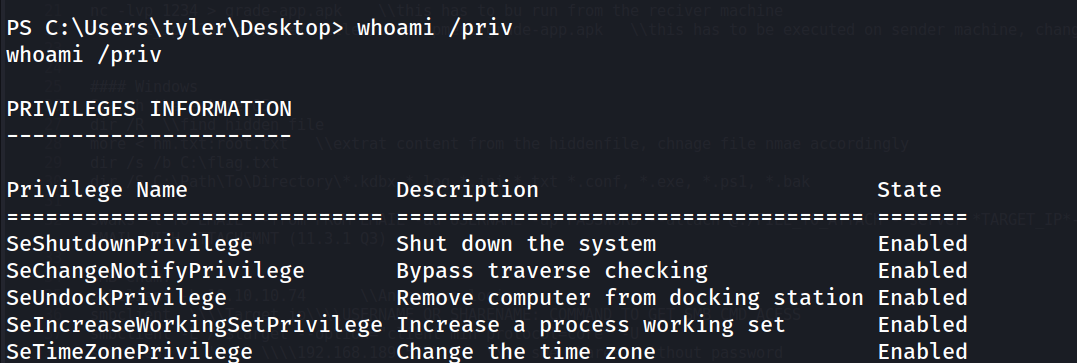 PS C:\Users\tyler\Desktop> whoami /priv
whoami /priv
PRIVILEGES INFORMATION
----------------------
Privilege Name Description State
============================= ==================================== =======
SeShutdownPrivilege Shut down the system Enabled
SeChangeNotifyPrivilege Bypass traverse checking Enabled
SeUndockPrivilege Remove computer from docking station Enabled
SeIncreaseWorkingSetPrivilege Increase a process working set Enabled
SeTimeZonePrivilege Change the time zone Enabled